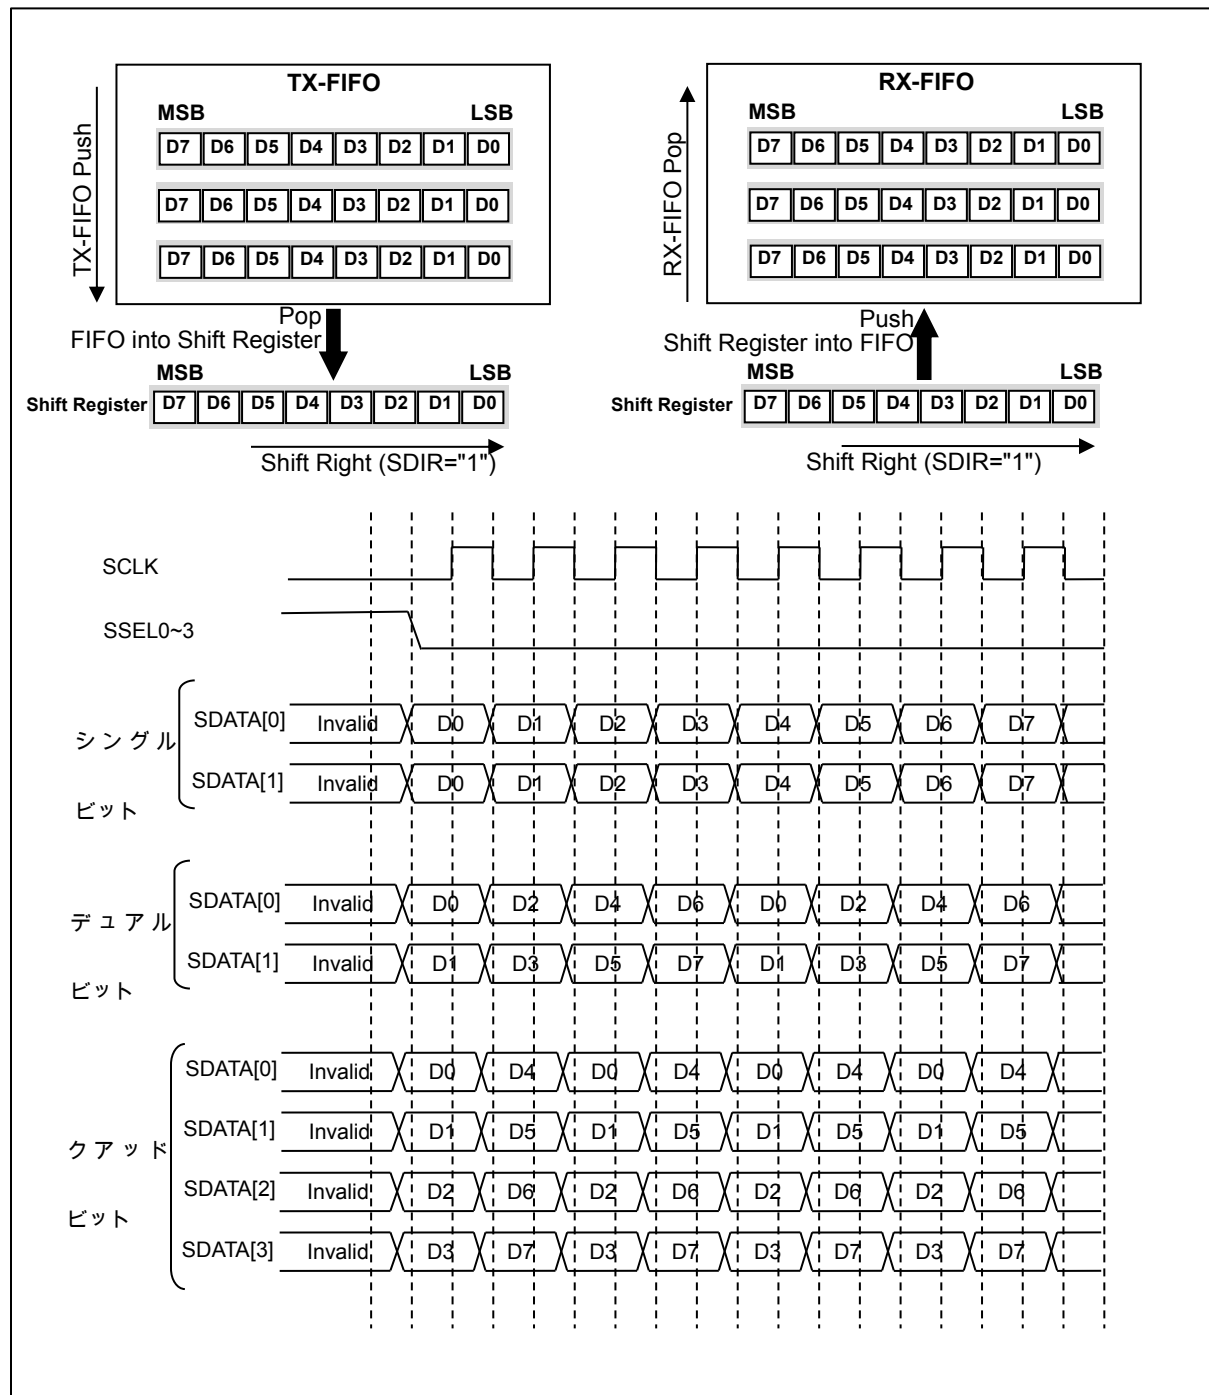 TX-FIFO
MSB LSB
D7 D6 D5 D4 D3 D2 D1 D0
D7 D6 D5 D4 D3 D2 D1 D0
D7 D6 D5 D4 D3 D2 D1 D0
TX-FIFO Push
Pop
FIFO into Shift Register
MSB LSB
Shift Register D7 D6 D5 D4 D3 D2 D1 D0
Shift Right (SDIR="1")
RX-FIFO
MSB LSB
D7 D6 D5 D4 D3 D2 D1 D0
D7 D6 D5 D4 D3 D2 D1 D0
D7 D6 D5 D4 D3 D2 D1 D0
RX-FIFO Pop
Push
Shift Register into FIFO
MSB LSB
Shift Register D7 D6 D5 D4 D3 D2 D1 D0
Shift Right (SDIR="1")
SCLK
SSEL0~3
シングル
ビット
SDATA[0] Invalid D0 D1 D2 D3 D4 D5 D6 D7
SDATA[1] Invalid D0 D1 D2 D3 D4 D5 D6 D7
デュアル
ビット
SDATA[0] Invalid D0 D2 D4 D6 D0 D2 D4 D6
SDATA[1] Invalid D1 D3 D5 D7 D1 D3 D5 D7
クアッド
ビット
SDATA[0] Invalid D0 D4 D0 D4 D0 D4 D0 D4
SDATA[1] Invalid D1 D5 D1 D5 D1 D5 D1 D5
SDATA[2] Invalid D2 D6 D2 D6 D2 D6 D2 D6
SDATA[3] Invalid D3 D7 D3 D7 D3 D7 D3 D7